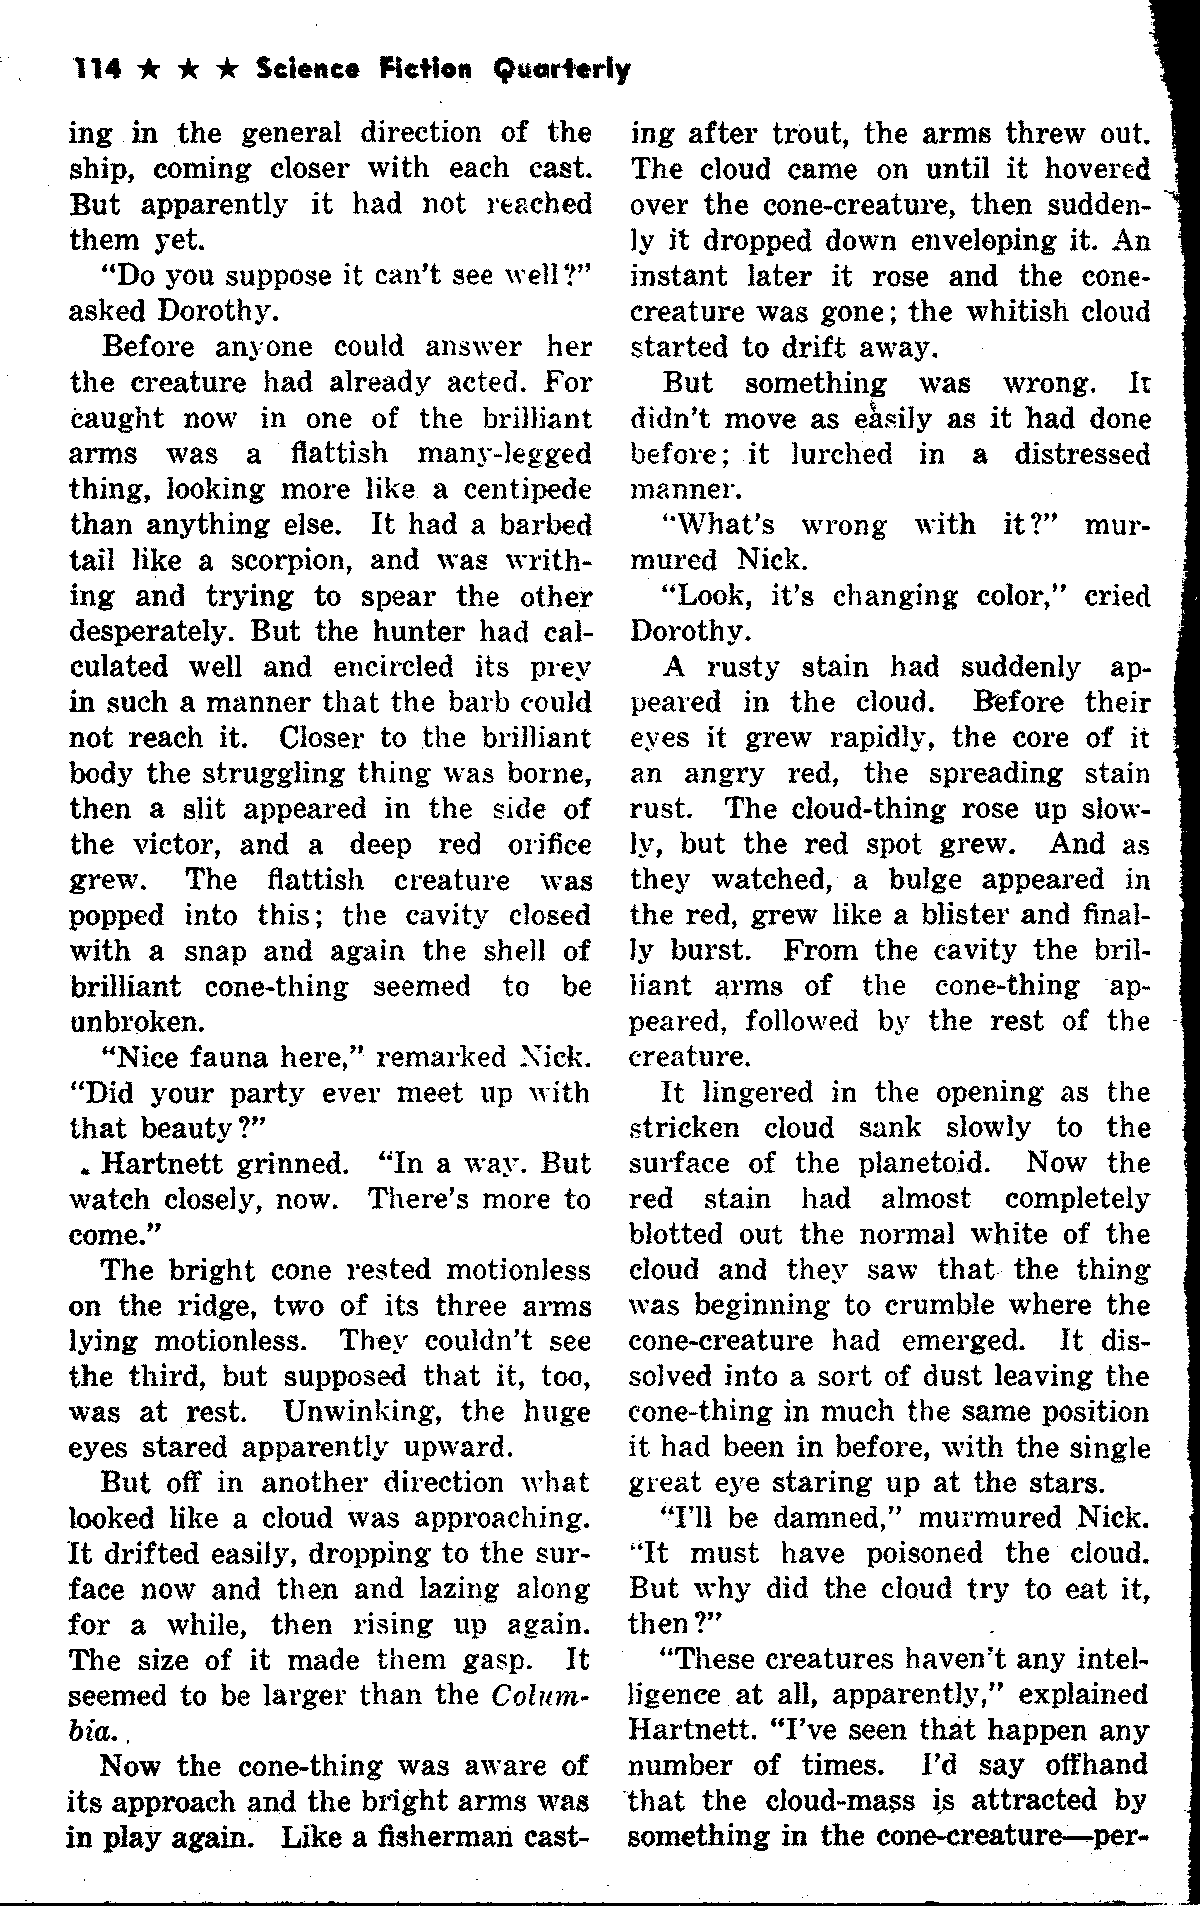 114 ★ ★ ★ Science Fiction Quarterly
ing in the general direction of the
ship, coming closer with each cast.
But apparently it had not reached
them yet.
“Do you suppose it can't see well?”
asked Dorothy.
Before anyone could answer her
the creature had already acted. For
caught now in one of the brilliant
arms was a flattish many-legged
thing, looking more like a centipede
than anything else. It had a barbed
tail like a scorpion, and was writh-
ing and trying to spear the other
desperately. But the hunter had cal-
culated well and encircled its prey
in such a manner that the barb could
not reach it. Closer to the brilliant
body the struggling thing was borne,
then a slit appeared in the side of
the victor, and a deep red orifice
grew. The flattish creature was
popped into this; the cavity closed
with a snap and again the shell of
brilliant cone-thing seemed to be
unbroken.
“Nice fauna here,” remarked Nick.
“Did your party ever meet up with
that beauty?”
Hartnett grinned. “In a way. But
watch closely, now. There's more to
come.”
The bright cone rested motionless
on the ridge, two of its three arms
lying motionless. They couldn't see
the third, but supposed that it, too,
was at rest. Unwinking, the huge
eyes stared apparently upward.
But off in another direction what
looked like a cloud was approaching.
It drifted easily, dropping to the sur-
face now and then and lazing along
for a while, then rising up again.
The size of it made them gasp. It
seemed to be larger than the Colum-
bia.
Now the cone-thing was aware of
its approach and the bright arms was
in play again. Like a fisherman cast-
ing after trout, the arms threw out.
The cloud came on until it hovered
over the cone-creature, then sudden-
ly it dropped down enveloping it. An
instant later it rose and the cone-
creature was gone; the whitish cloud
started to drift away.
But something was wrong. It
didn't move as easily as it had done
before; it lurched in a distressed
manner.
“What's wrong with it?” mur-
mured Nick.
“Look, it's changing color,” cried
Dorothy.
A rusty stain had suddenly ap-
peared in the cloud. Before their
eyes it grew rapidly, the core of it
an angry red, the spreading stain
rust. The cloud-thing rose up slow-
ly, but the red spot grew. And as
they watched, a bulge appeared in
the red, grew like a blister and final-
ly burst. From the cavity the bril-
liant arms of the cone-thing ap-
peared, followed by the rest of the
creature.
It lingered in the opening as the
stricken cloud sank slowly to the
surface of the planetoid. Now the
red stain had almost completely
blotted out the normal white of the
cloud and they saw that the thing
was beginning to crumble where the
cone-creature had emerged. It dis-
solved into a sort of dust leaving the
cone-thing in much the same position
it had been in before, with the single
great eye staring up at the stars.
“I'll be damned,” murmured Nick.
“It must have poisoned the cloud.
But why did the cloud try to eat it,
then?”
“These creatures haven't any intel-
ligence at all, apparently,” explained
Hartnett. “I've seen that happen any
number of times. I'd say offhand
that the cloud-mass is attracted by
something in the cone-creature—per-